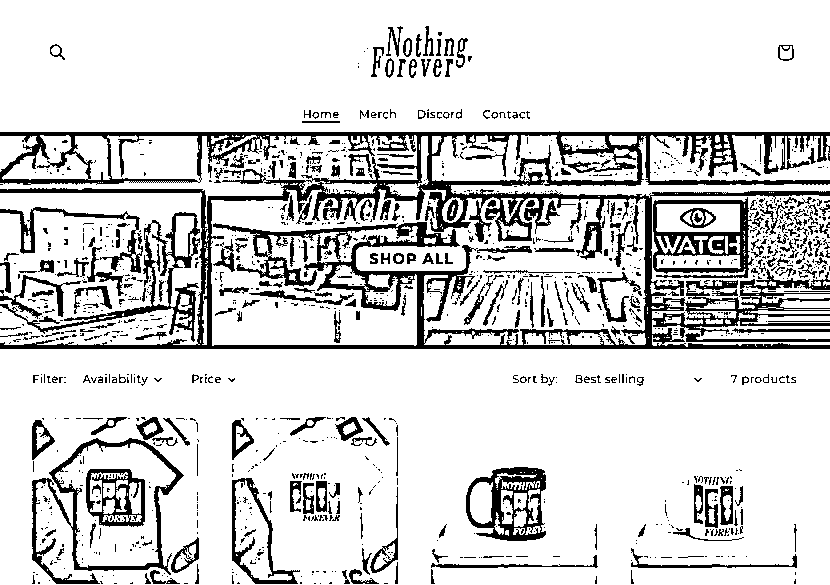 Nothing,
Forever
Home Merch Discord Contact
Merch Forever
SHOP ALL
WATCH
Filter: Availability Price
Sort by: Best selling 7 products
NOTHING
FOREVER
NOTHING
FOREVER
NOTHING
FOREVER
NOTHING
FOREVER